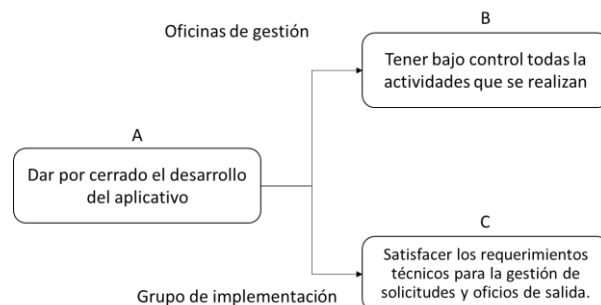 Oficinas de gestión
B
Tener bajo control todas la
actividades que se realizan
A
Dar por cerrado el desarrollo
del aplicativo
C
Satisfacer los requerimientos
técnicos para la gestión de
solicitudes y oficios de salida.
Grupo de implementación